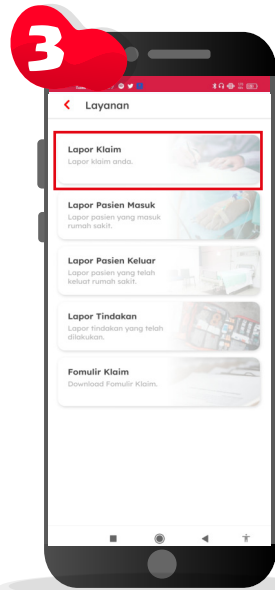 3
Layanan
Lapor Klaim
Lapor klaim anda.
Lapor Pasien Masuk
Lapor pasien yang masuk
rumah sakit.
Lapor Pasien Keluar
Lapor pasien yang telah
keluat rumah sakit.
Lapor Tindakan
Lapor tindakan yang telah
dilakukan.
Fomulir Klaim
Download Fomulir Klaim.